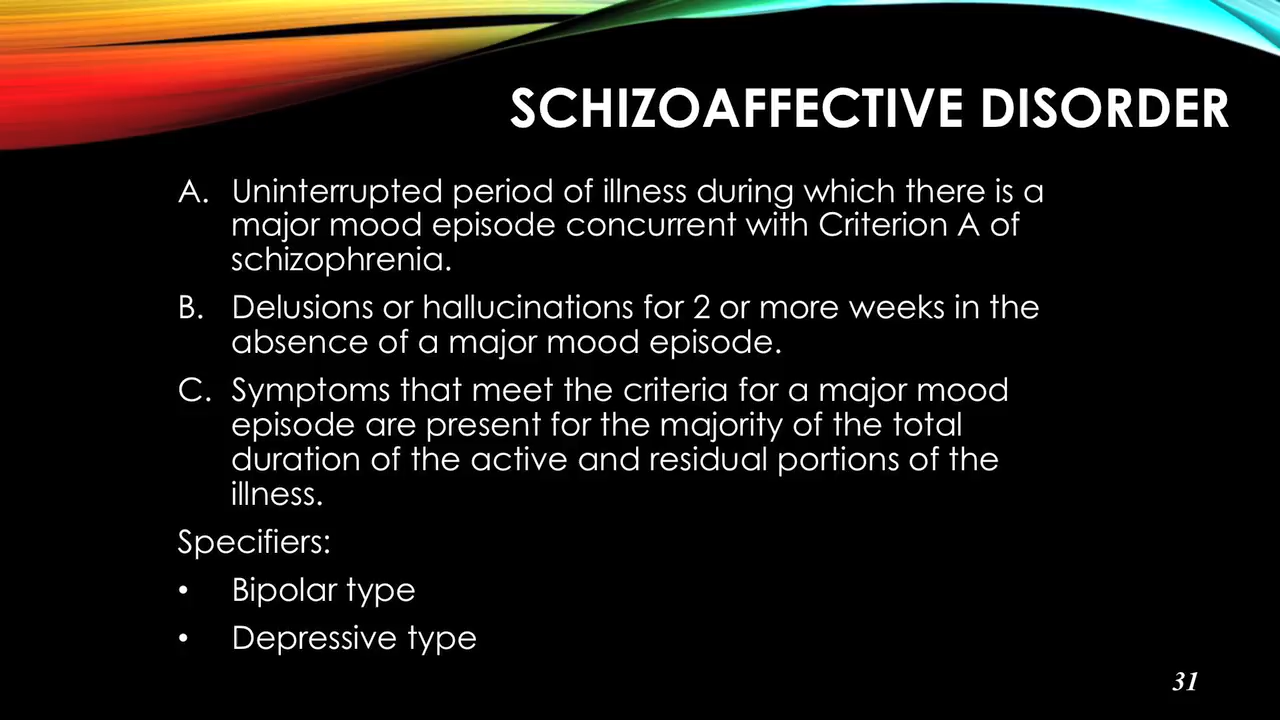 SCHIZOAFFECTIVE DISORDER
A. Uninterrupted period of illness during which there is a
major mood episode concurrent with Criterion A of
schizophrenia.
B. Delusions or hallucinations for 2 or more weeks in the
absence of a major mood episode.
C. Symptoms that meet the criteria for a major mood
episode are present for the majority of the total
duration of the active and residual portions of the
illness.
Specifiers:
• Bipolar type
• Depressive type
31